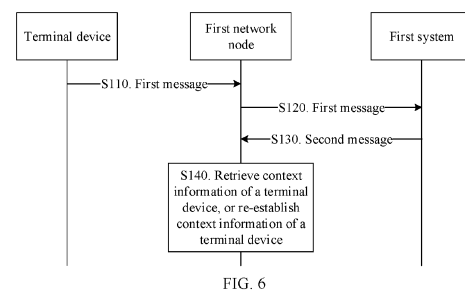 Terminal device
First network
node
First system
S110. First message
S120. First message
S130. Second message
S140. Retrieve context
information of a terminal
device, or re-establish
context information of a
terminal device
FIG. 6